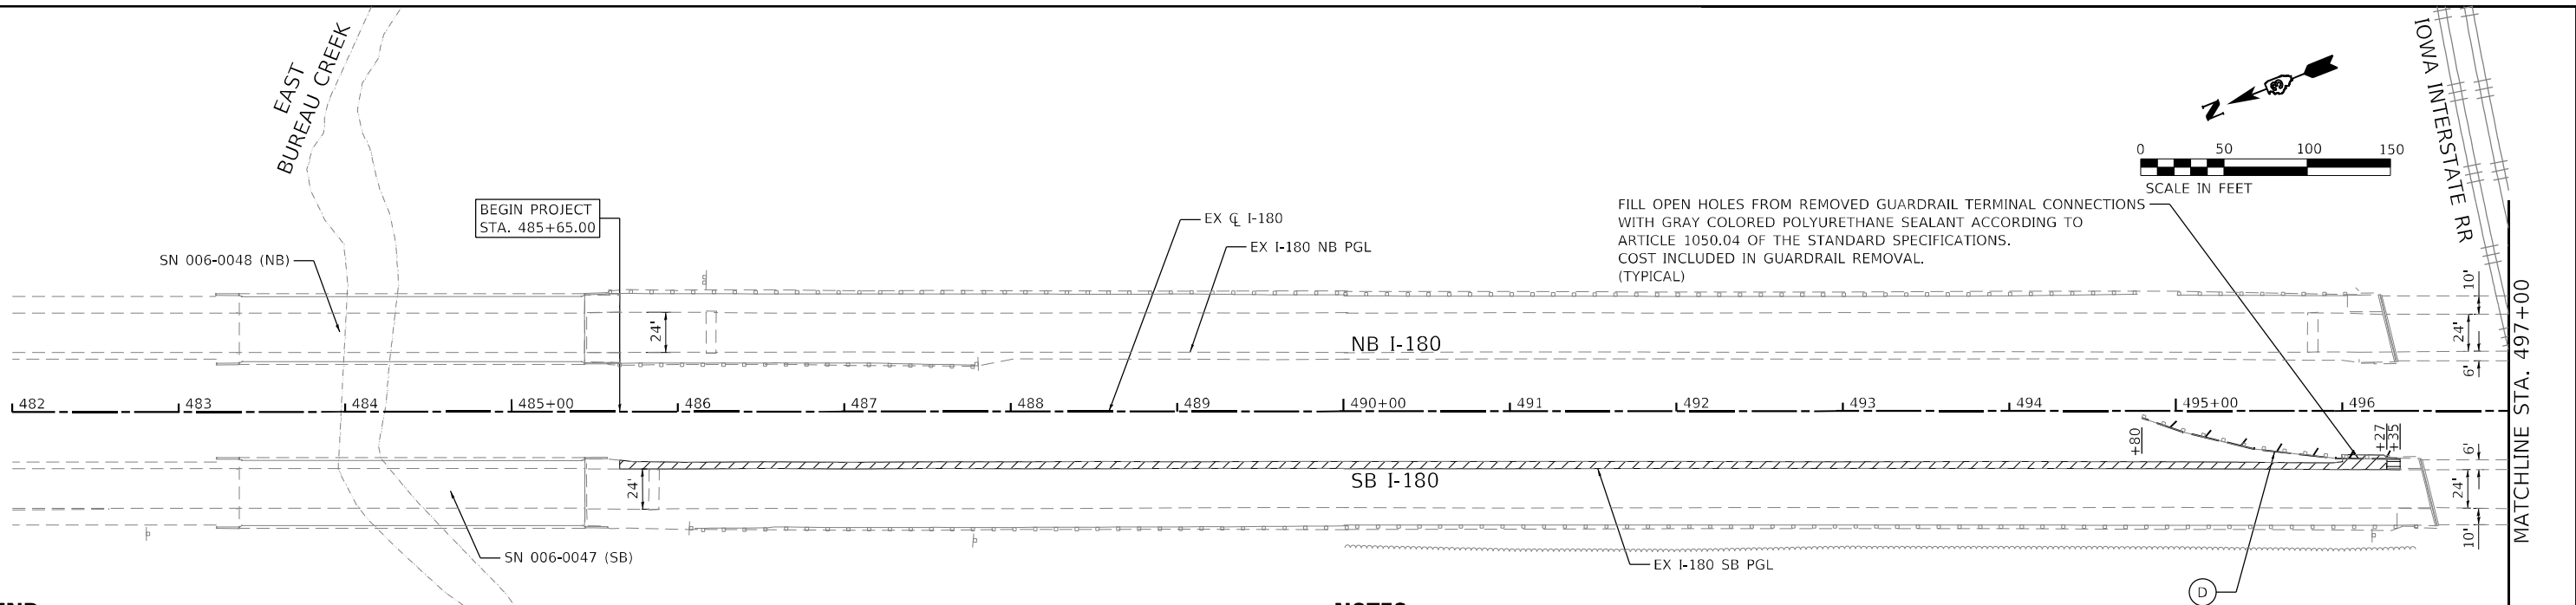 EAST
BUREAU CREEK
IOWA INTERSTATE RR
N
0 50 100 150
SCALE IN FEET
BEGIN PROJECT
STA. 485+65.00
EX ℄ I-180
EX I-180 NB PGL
FILL OPEN HOLES FROM REMOVED GUARDRAIL TERMINAL CONNECTIONS
WITH GRAY COLORED POLYURETHANE SEALANT ACCORDING TO
ARTICLE 1050.04 OF THE STANDARD SPECIFICATIONS.
COST INCLUDED IN GUARDRAIL REMOVAL.
(TYPICAL)
SN 006-0048 (NB)
24'
NB I-180
10'
24'
6'
MATCHLINE STA. 497+00
482 483 484 485+00 486 487 488 489 490+00 491 492 493 494 495+00 496
+80
+27
+35
6'
24'
10'
24'
SB I-180
SN 006-0047 (SB)
EX I-180 SB PGL
D